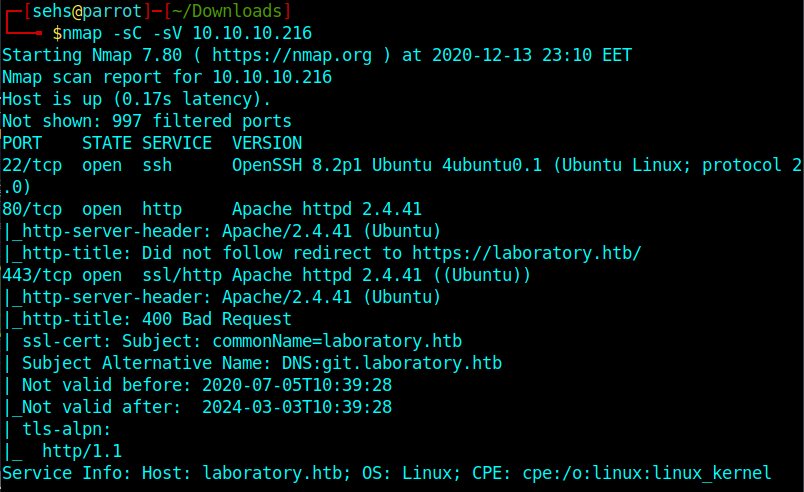 ┌─[sehs@parrot]─[~/Downloads]
└──╼ $nmap -sC -sV 10.10.10.216
Starting Nmap 7.80 ( https://nmap.org ) at 2020-12-13 23:10 EET
Nmap scan report for 10.10.10.216
Host is up (0.17s latency).
Not shown: 997 filtered ports
PORT    STATE SERVICE  VERSION
22/tcp  open  ssh      OpenSSH 8.2p1 Ubuntu 4ubuntu0.1 (Ubuntu Linux; protocol 2
.0)
80/tcp  open  http     Apache httpd 2.4.41
|_http-server-header: Apache/2.4.41 (Ubuntu)
|_http-title: Did not follow redirect to https://laboratory.htb/
443/tcp open  ssl/http Apache httpd 2.4.41 ((Ubuntu))
|_http-server-header: Apache/2.4.41 (Ubuntu)
|_http-title: 400 Bad Request
| ssl-cert: Subject: commonName=laboratory.htb
| Subject Alternative Name: DNS:git.laboratory.htb
| Not valid before: 2020-07-05T10:39:28
|_Not valid after:  2024-03-03T10:39:28
| tls-alpn:
|_  http/1.1
Service Info: Host: laboratory.htb; OS: Linux; CPE: cpe:/o:linux:linux_kernel